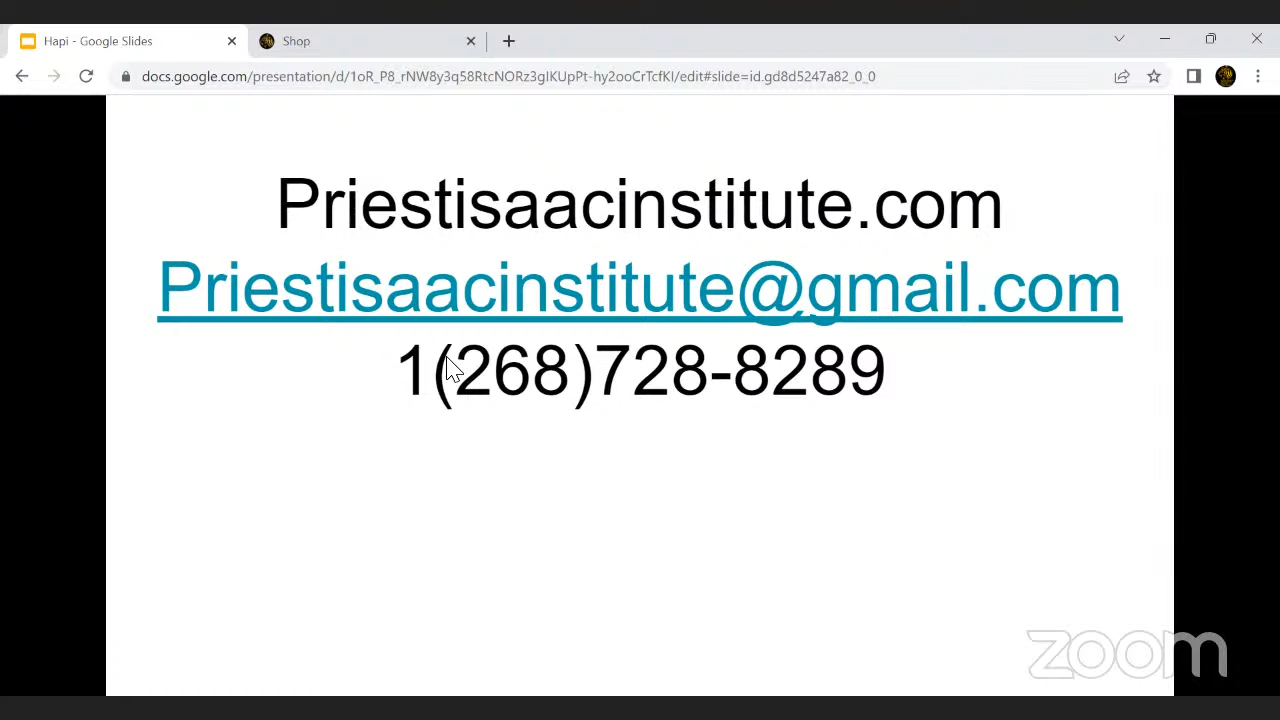 Hapi - Google Slides
Shop
docs.google.com/presentation/d/1oR_P8_rNW8y3q58RtcNORz3gIKUpPt-hy2ooCrTcfKI/edit#slide=id.gd8d5247a82_0_0
Priestisaacinstitute.com
Priestisaacinstitute@gmail.com
1(268)728-8289
zoom